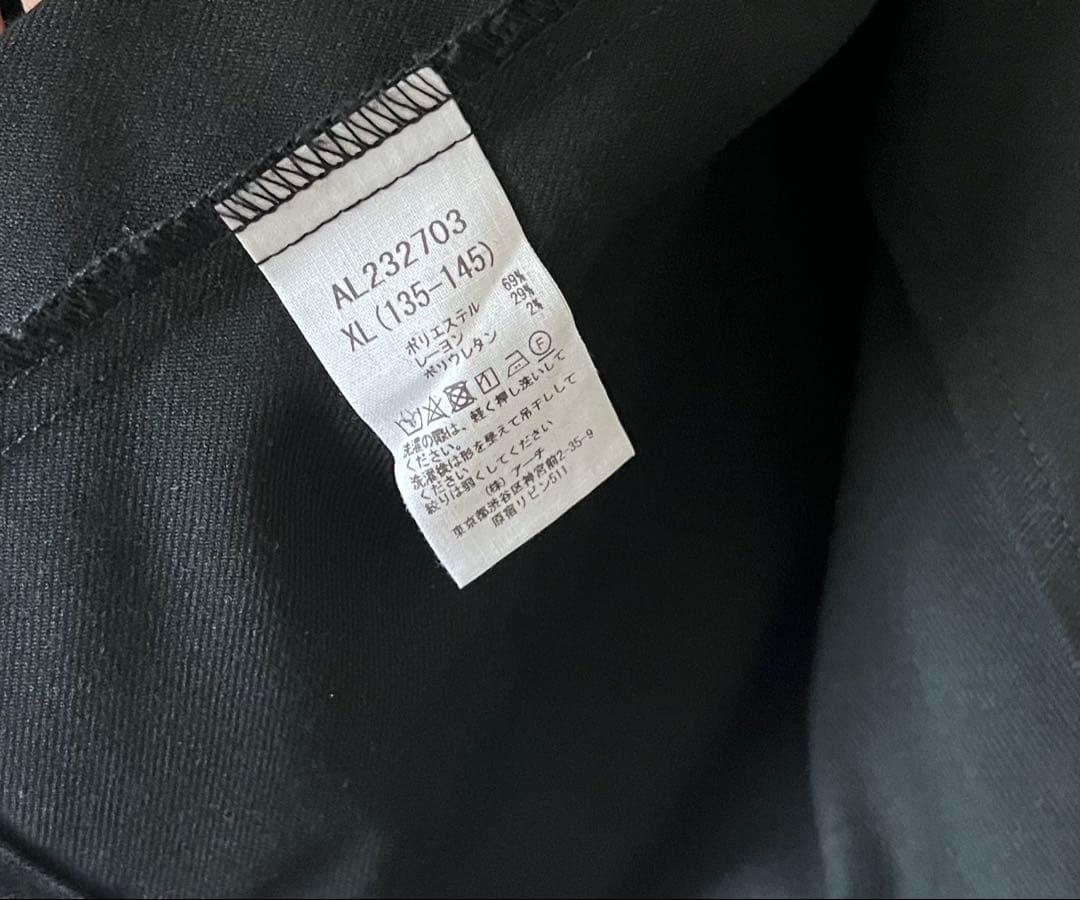 AL232703
XL(135-145)
ポリエステル 69%
レーヨン 29%
ポリウレタン 2%
F
洗濯の際は、軽く押し洗いして
ください。
洗濯後は形を整えて吊干しして
ください
絞りは弱くしてください
(株) アーチ
東京都渋谷区神宮前2-35-9
原宿リビン511